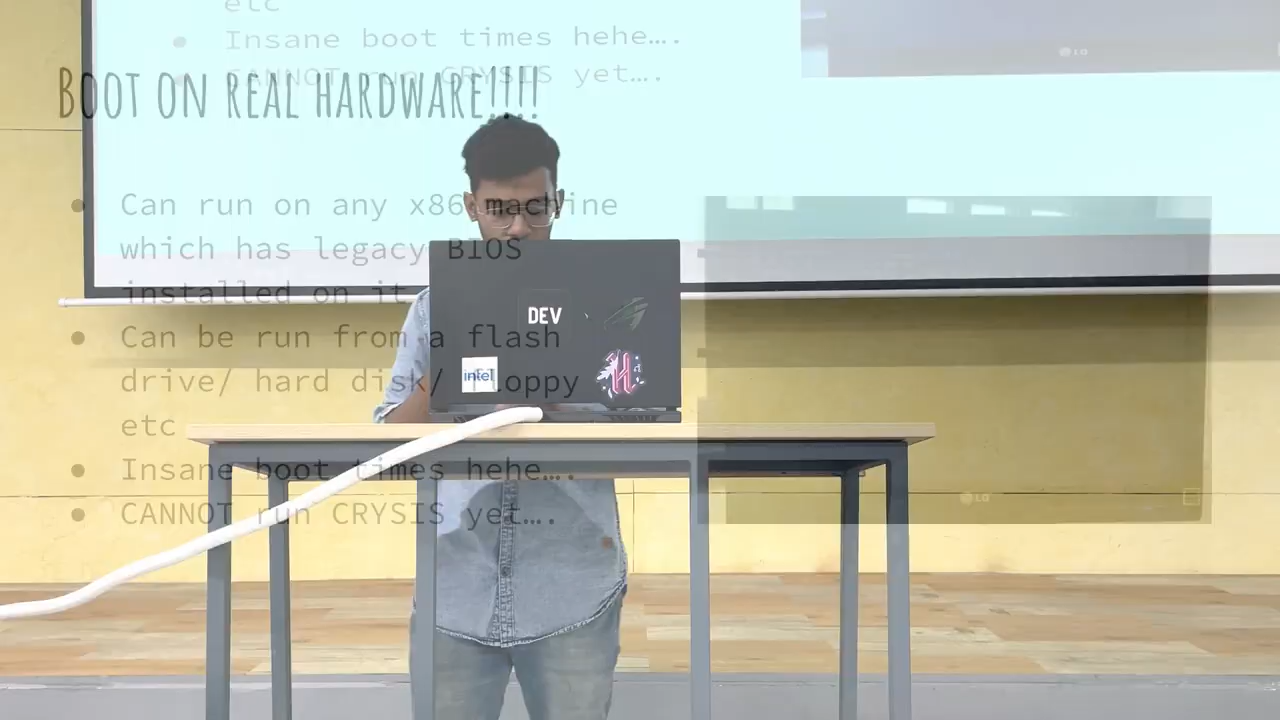 etc
Insane boot times hehe….
CANNOT run CRYSIS yet….
LG
BOOT ON REAL HARDWARE!!!!
Can run on any x86 machine
which has legacy BIOS
installed on it
Can be run from a flash
drive/ hard disk/ floppy
etc
Insane boot times hehe….
CANNOT run CRYSIS yet….
DEV
intel
H
LG